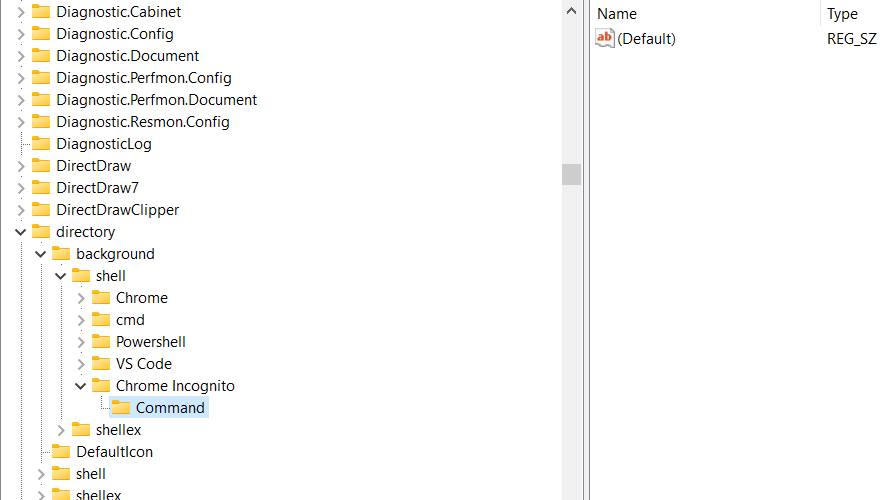 Diagnostic.Cabinet
Diagnostic.Config
Diagnostic.Document
Diagnostic.Perfmon.Config
Diagnostic.Perfmon.Document
Diagnostic.Resmon.Config
DiagnosticLog
DirectDraw
DirectDraw7
DirectDrawClipper
directory
background
shell
Chrome
cmd
Powershell
VS Code
Chrome Incognito
Command
shellex
DefaultIcon
shell
shellex
Name Type
ab (Default) REG_SZ